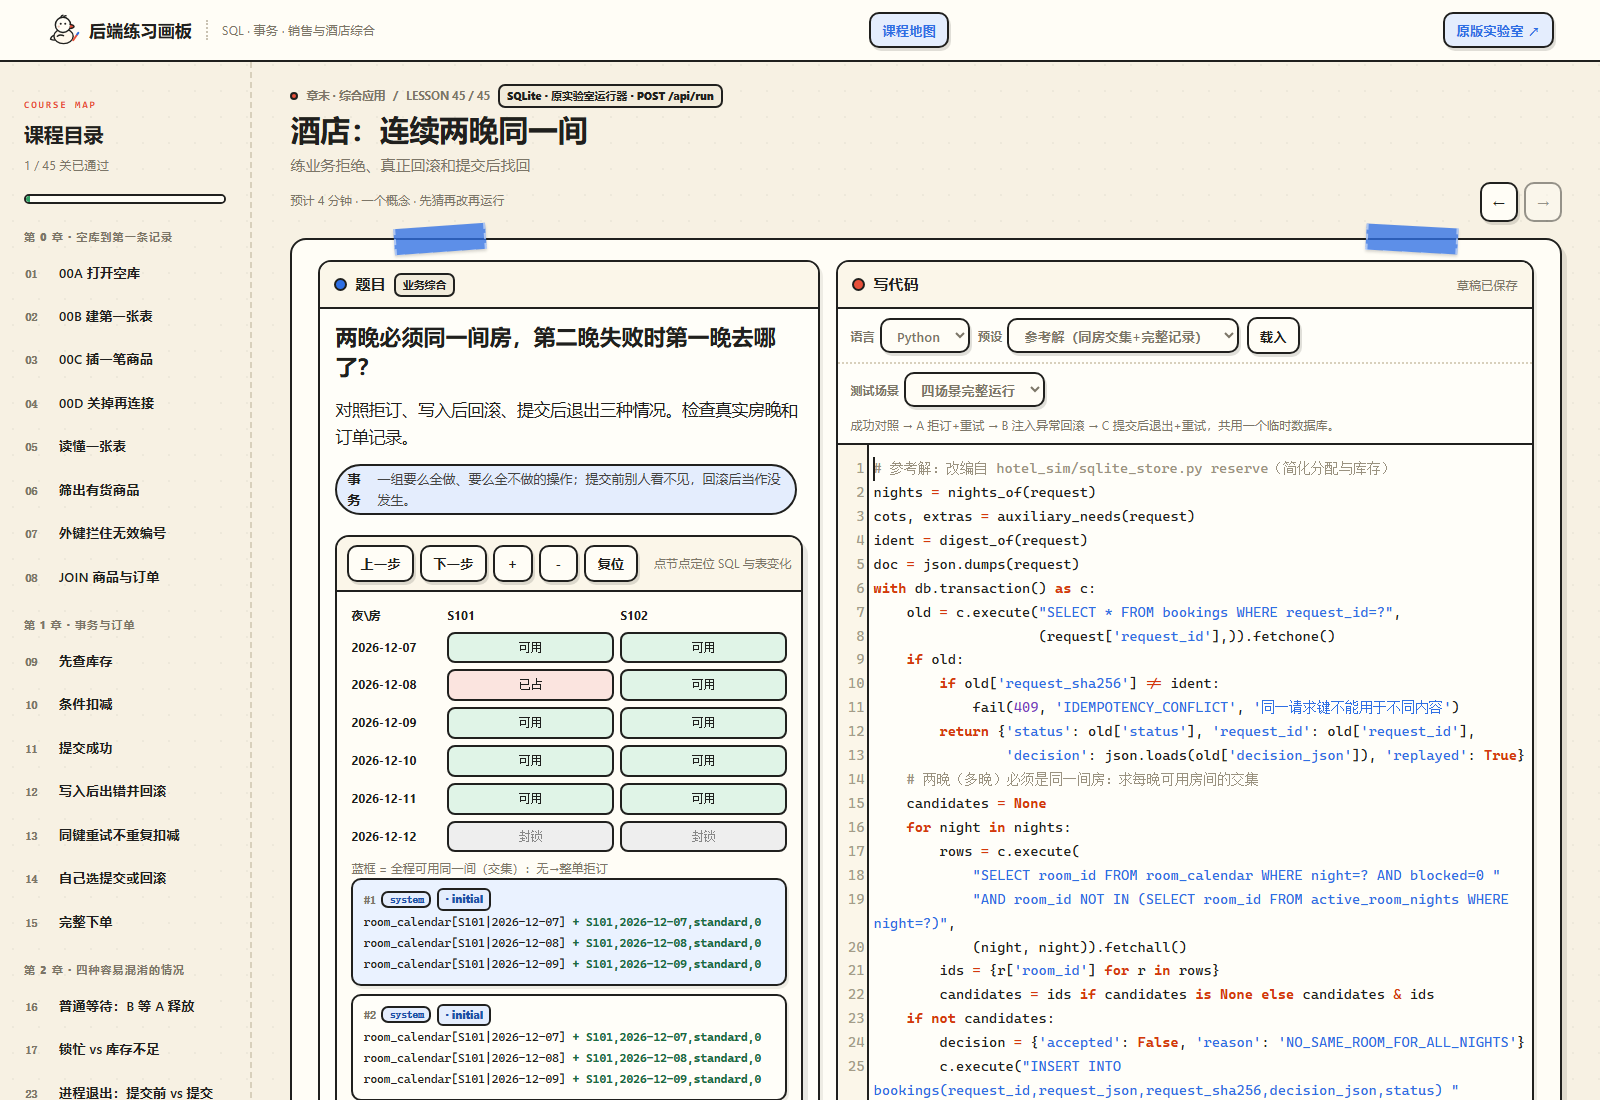 后端练习画板
SQL · 事务 · 销售与酒店综合
课程地图
原版实验室 ↗
COURSE MAP
课程目录
1 / 45 关已通过
第 0 章 · 空库到第一条记录
01 00A 打开空库
02 00B 建第一张表
03 00C 插一笔商品
04 00D 关掉再连接
05 读懂一张表
06 筛出有货商品
07 外键拦住无效编号
08 JOIN 商品与订单
第 1 章 · 事务与订单
09 先查库存
10 条件扣减
11 提交成功
12 写入后出错并回滚
13 同键重试不重复扣减
14 自己选提交或回滚
15 完整下单
第 2 章 · 四种容易混淆的情况
16 普通等待：B 等 A 释放
17 锁忙 vs 库存不足
23 进程退出：提交前 vs 提交
章末 · 综合应用 / LESSON 45 / 45 SQLite · 原实验室运行器 · POST /api/run
酒店：连续两晚同一间
练业务拒绝、真正回滚和提交后找回
预计 4 分钟 · 一个概念 · 先猜再改再运行
← →
题目 业务综合
两晚必须同一间房，第二晚失败时第一晚去哪
了？
对照拒订、写入后回滚、提交后退出三种情况。检查真实房晚和
订单记录。
事务 一组要么全做、要么全不做的操作；提交前别人看不见，回滚后当作没
发生。
上一步 下一步 + - 复位 点节点定位 SQL 与表变化
夜\房 S101 S102
2026-12-07 可用 可用
2026-12-08 已占 可用
2026-12-09 可用 可用
2026-12-10 可用 可用
2026-12-11 可用 可用
2026-12-12 封锁 封锁
蓝框 = 全程可用同一间（交集）；无→整单拒订
#1 system · initial
room_calendar[S101|2026-12-07] + S101,2026-12-07,standard,0
room_calendar[S101|2026-12-08] + S101,2026-12-08,standard,0
room_calendar[S101|2026-12-09] + S101,2026-12-09,standard,0
#2 system · initial
room_calendar[S101|2026-12-07] + S101,2026-12-07,standard,0
room_calendar[S101|2026-12-08] + S101,2026-12-08,standard,0
room_calendar[S101|2026-12-09] + S101,2026-12-09,standard,0
写代码 草稿已保存
语言 Python 预设 参考解（同房交集+完整记录） 载入
测试场景 四场景完整运行
成功对照 → A 拒订+重试 → B 注入异常回滚 → C 提交后退出+重试，共用一个临时数据库。
1 # 参考解：改编自 hotel_sim/sqlite_store.py reserve（简化分配与库存）
2 nights = nights_of(request)
3 cots, extras = auxiliary_needs(request)
4 ident = digest_of(request)
5 doc = json.dumps(request)
6 with db.transaction() as c:
7 old = c.execute("SELECT * FROM bookings WHERE request_id=?",
8 (request['request_id'],)).fetchone()
9 if old:
10 if old['request_sha256'] != ident:
11 fail(409, 'IDEMPOTENCY_CONFLICT', '同一请求键不能用于不同内容')
12 return {'status': old['status'], 'request_id': old['request_id'],
13 'decision': json.loads(old['decision_json']), 'replayed': True}
14 # 两晚（多晚）必须是同一间房：求每晚可用房间的交集
15 candidates = None
16 for night in nights:
17 rows = c.execute(
18 "SELECT room_id FROM room_calendar WHERE night=? AND blocked=0 "
19 "AND room_id NOT IN (SELECT room_id FROM active_room_nights WHERE
night=?)",
20 (night, night)).fetchall()
21 ids = {r['room_id'] for r in rows}
22 candidates = ids if candidates is None else candidates & ids
23 if not candidates:
24 decision = {'accepted': False, 'reason': 'NO_SAME_ROOM_FOR_ALL_NIGHTS'}
25 c.execute("INSERT INTO
bookings(request_id,request_json,request_sha256,decision_json,status) "